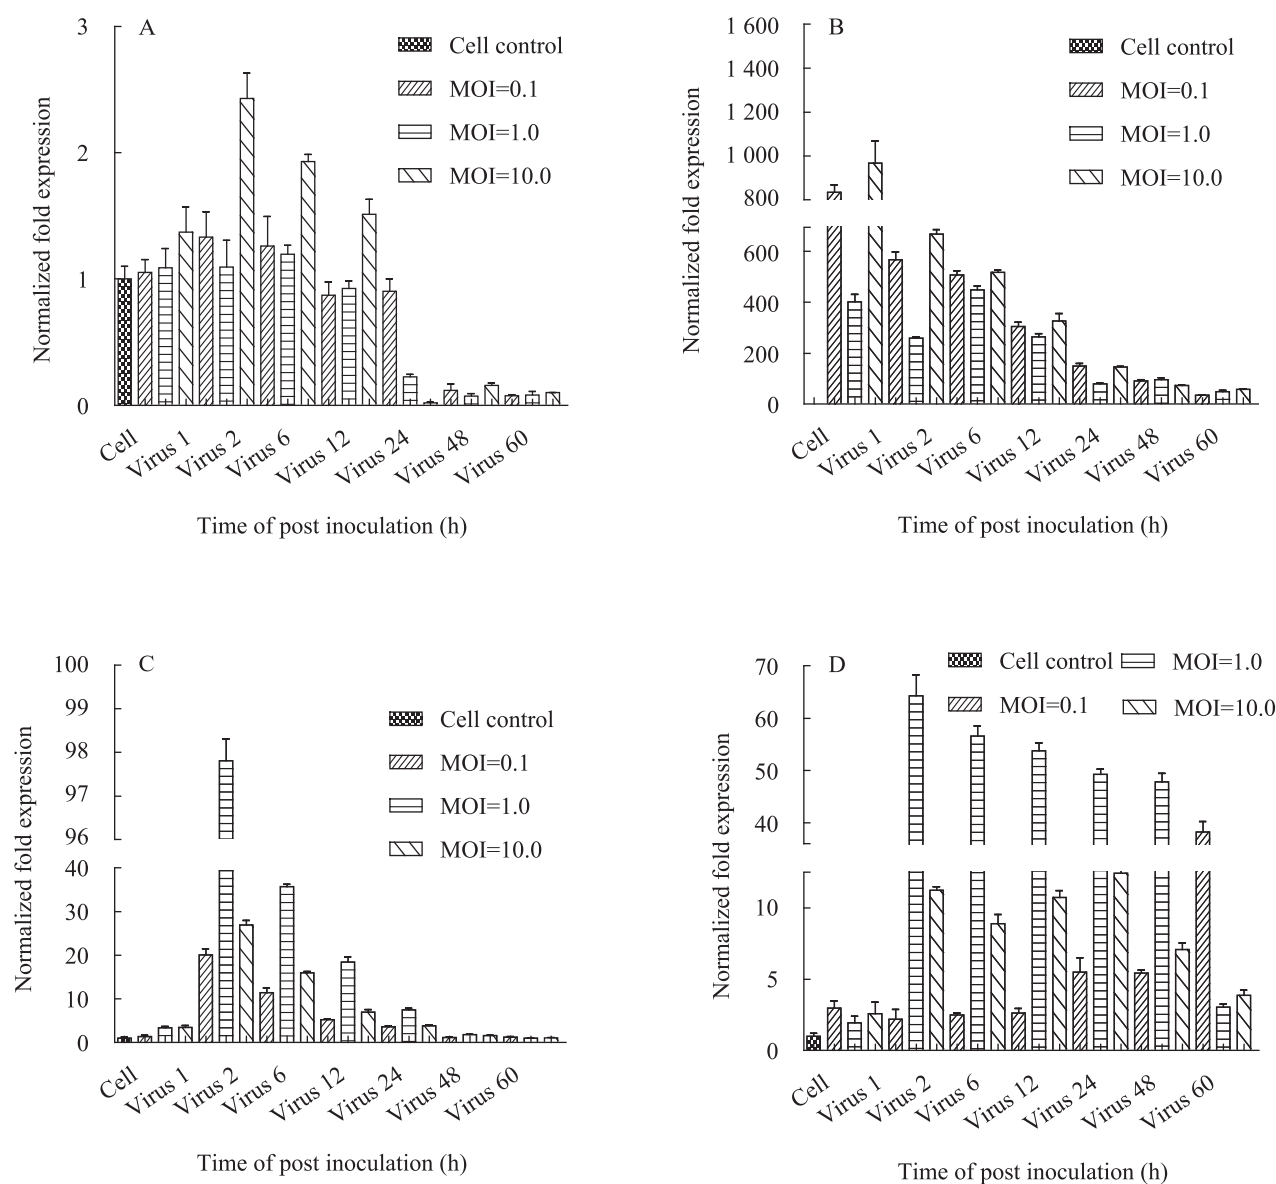 A
3
2
1
0
Normalized fold expression
Cell control
MOI=0.1
MOI=1.0
MOI=10.0
Cell
Virus 1
Virus 2
Virus 6
Virus 12
Virus 24
Virus 48
Virus 60
Time of post inoculation (h)
B
1 600
1 400
1 200
1 000
800
600
400
200
0
Normalized fold expression
Cell control
MOI=0.1
MOI=1.0
MOI=10.0
Cell
Virus 1
Virus 2
Virus 6
Virus 12
Virus 24
Virus 48
Virus 60
Time of post inoculation (h)
C
100
99
98
97
96
40
30
20
10
0
Normalized fold expression
Cell control
MOI=0.1
MOI=1.0
MOI=10.0
Cell
Virus 1
Virus 2
Virus 6
Virus 12
Virus 24
Virus 48
Virus 60
Time of post inoculation (h)
D
70
60
50
40
10
5
0
Normalized fold expression
Cell control
MOI=1.0
MOI=0.1
MOI=10.0
Cell
Virus 1
Virus 2
Virus 6
Virus 12
Virus 24
Virus 48
Virus 60
Time of post inoculation (h)